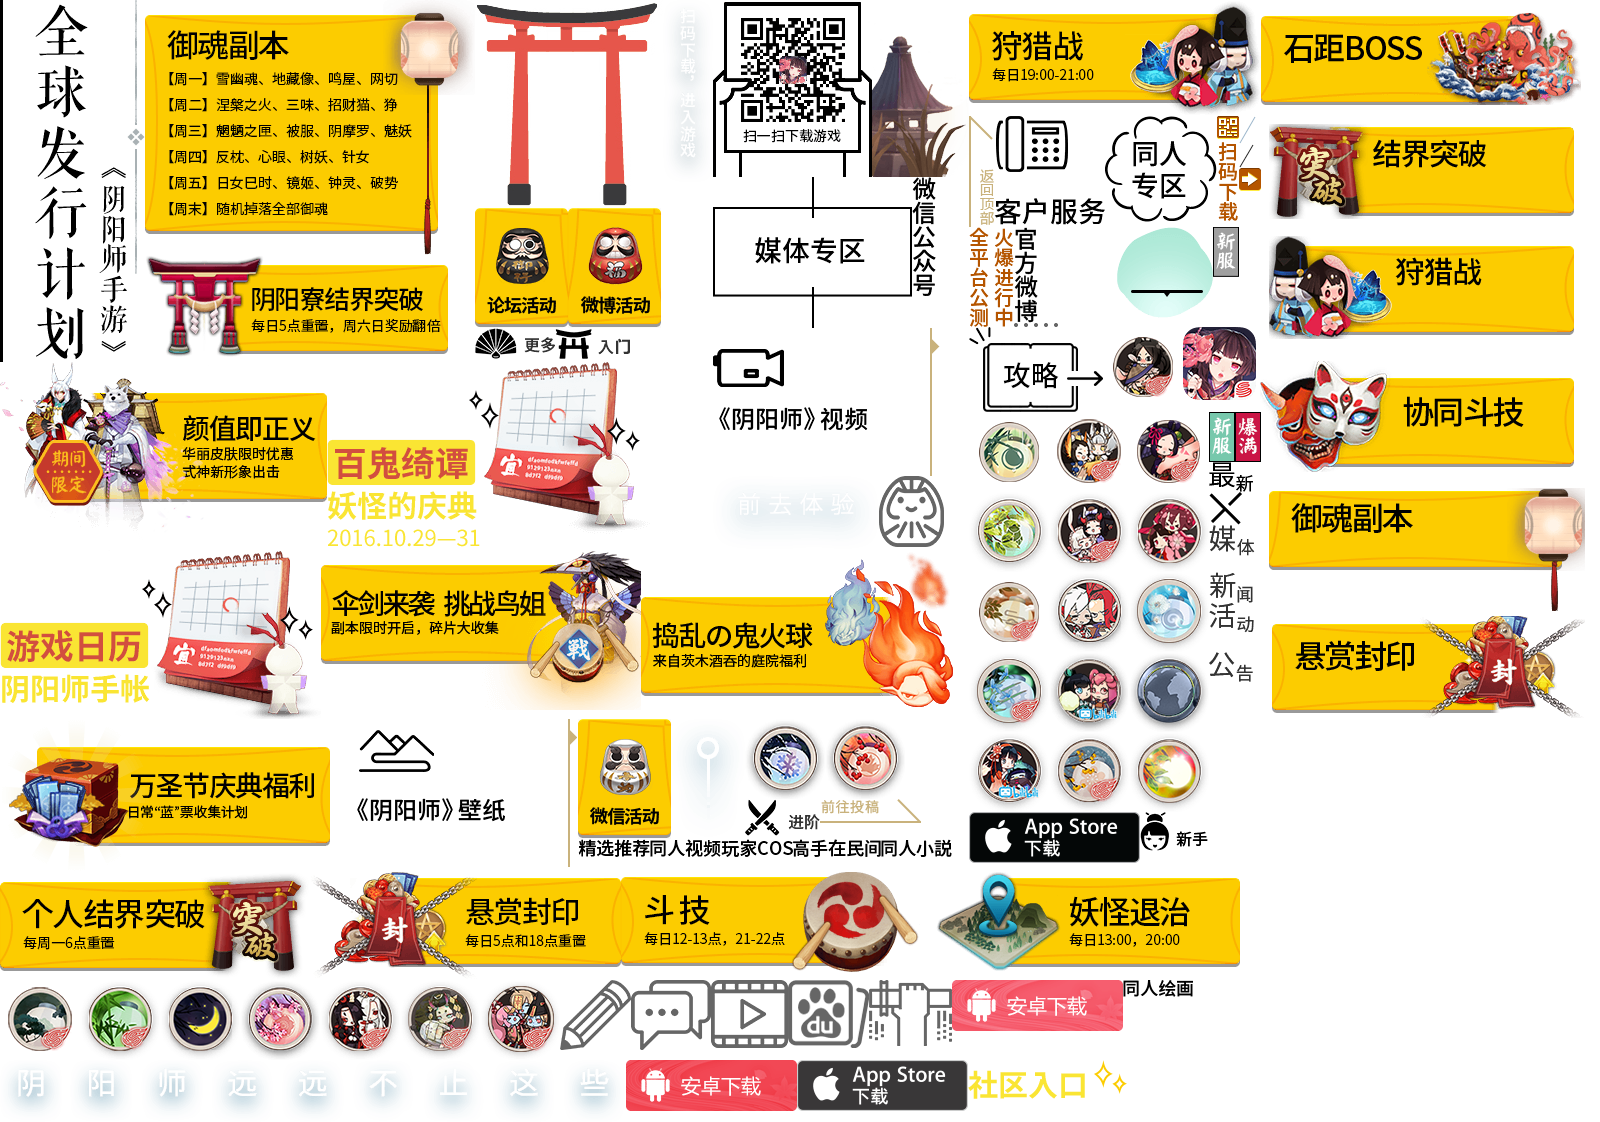 全球发行计划
《阴阳师手游》
御魂副本
【周一】雪幽魂、地藏像、鸣屋、网切
【周二】涅槃之火、三味、招财猫、狰
【周三】魍魉之匣、被服、阴摩罗、魅妖
【周四】反枕、心眼、树妖、针女
【周五】日女巳时、镜姬、钟灵、破势
【周末】随机掉落全部御魂
阴阳寮结界突破
每日5点重置，周六日奖励翻倍
论坛活动
微博活动
更多
入门
扫码下载，进入游戏
扫一扫下载游戏
媒体专区
微信公众号
《阴阳师》视频
前去体验
狩猎战
每日19:00-21:00
石距BOSS
返回顶部
客户服务
同人
专区
扫码下载
结界突破
突破
全平台公测
火爆进行中
官方微博
新服
狩猎战
攻略
协同斗技
新服
爆满
最新
媒体
新闻
活动
公告
御魂副本
悬赏封印
封
颜值即正义
华丽皮肤限时优惠
式神新形象出击
期间
限定
百鬼绮谭
妖怪的庆典
2016.10.29—31
宜
游戏日历
阴阳师手帐
宜
伞剑来袭 挑战鸟姐
副本限时开启，碎片大收集
戦
捣乱の鬼火球
来自茨木酒吞的庭院福利
万圣节庆典福利
日常“蓝”票收集计划
《阴阳师》壁纸
微信活动
进阶
前往投稿
精选推荐同人视频玩家COS高手在民间同人小説
App Store
下载
新手
个人结界突破
每周一6点重置
突破
封
悬赏封印
每日5点和18点重置
斗技
每日12-13点，21-22点
妖怪退治
每日13:00，20:00
du
安卓下载
同人绘画
阴阳师远远不止这些
安卓下载
App Store
下载
社区入口